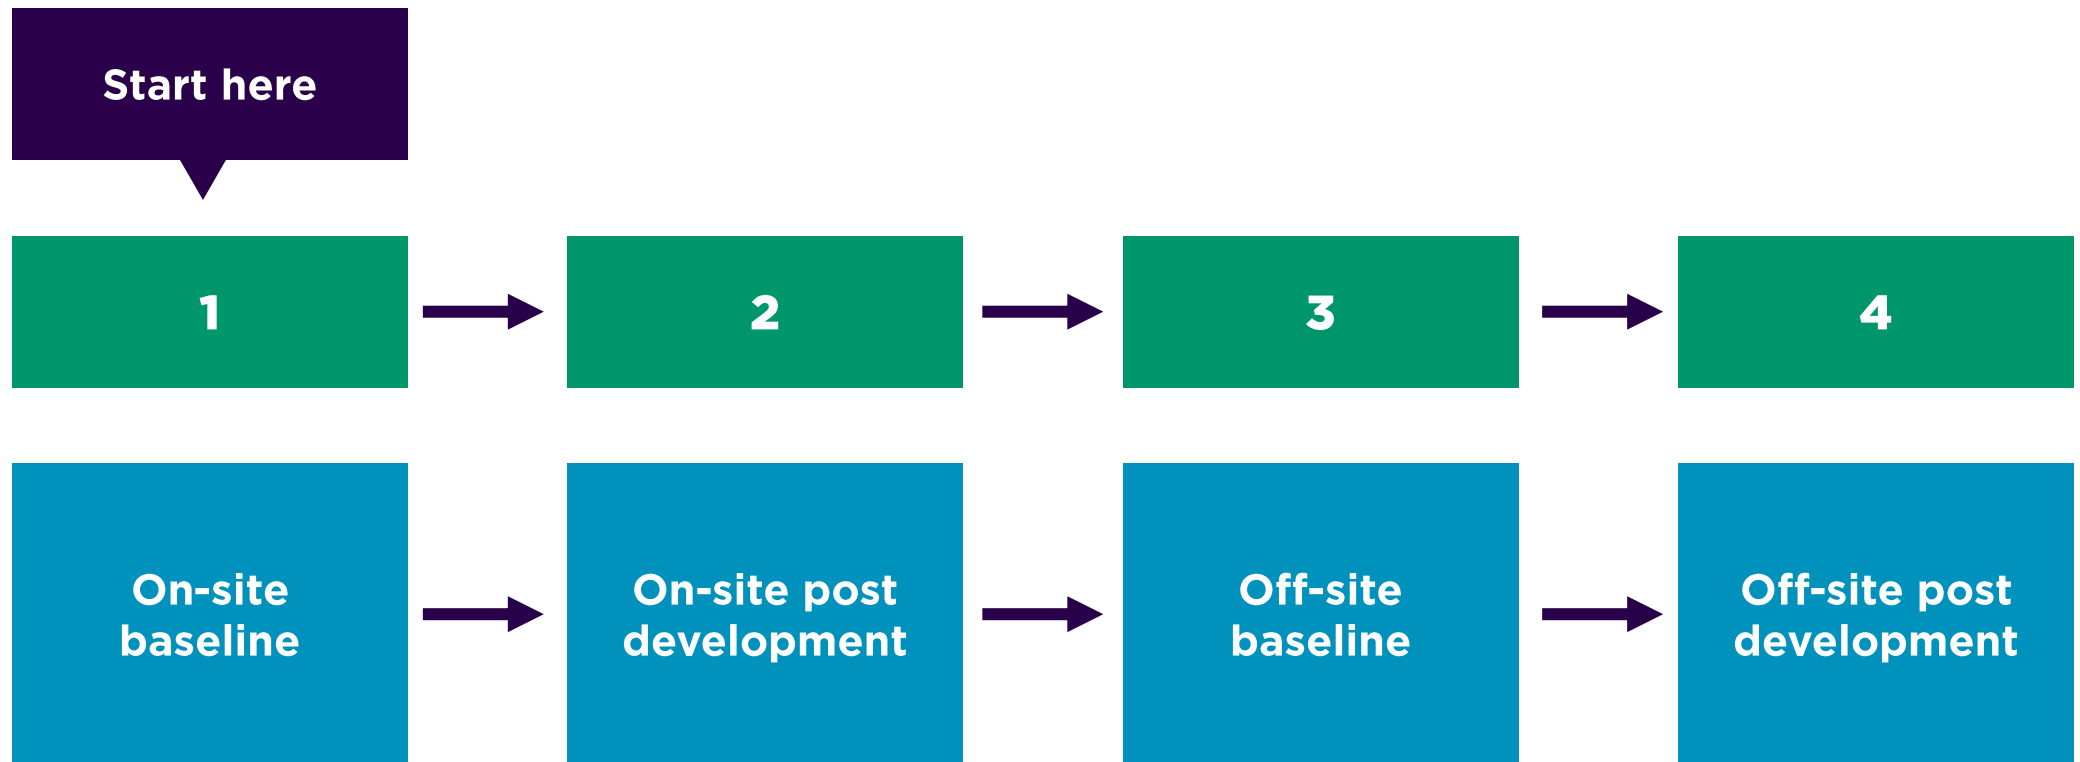 Start here
1
2
3
4
On-site
baseline
On-site post
development
Off-site
baseline
Off-site post
development